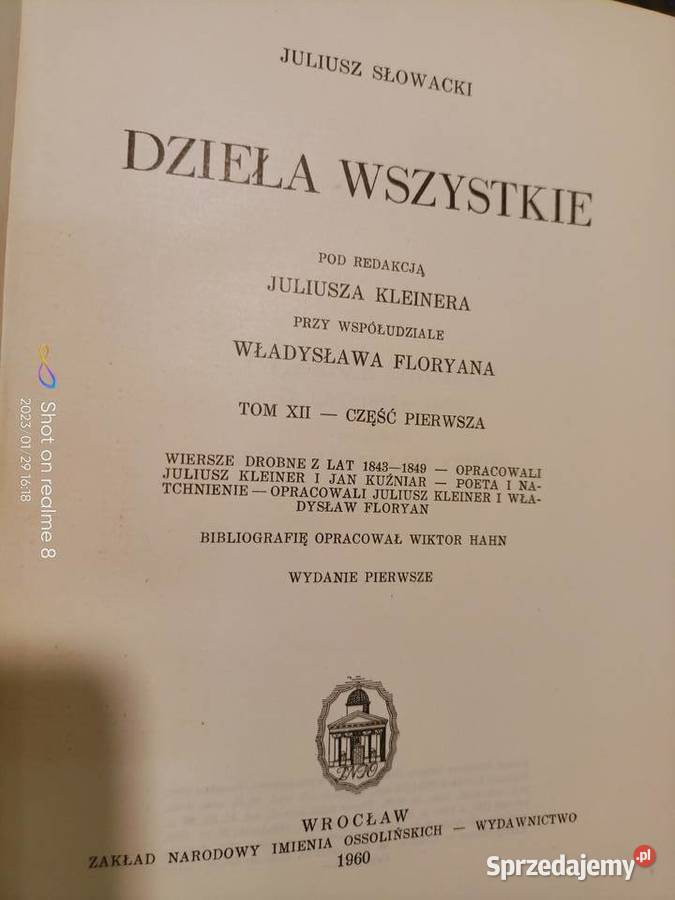 JULIUSZ SŁOWACKI
DZIEŁA WSZYSTKIE
POD REDAKCJĄ
JULIUSZA KLEINERA
PRZY WSPÓŁUDZIALE
WŁADYSŁAWA FLORYANA
TOM XII — CZĘŚĆ PIERWSZA
WIERSZE DROBNE Z LAT 1843—1849 — OPRACOWALI
JULIUSZ KLEINER I JAN KUŹNIAR — POETA I NA-
TCHNIENIE — OPRACOWALI JULIUSZ KLEINER I WŁA-
DYSŁAW FLORYAN
BIBLIOGRAFIĘ OPRACOWAŁ WIKTOR HAHN
WYDANIE PIERWSZE
ZNIO
WROCŁAW
ZAKŁAD NARODOWY IMIENIA OSSOLIŃSKICH — WYDAWNICTWO
1960
Shot on realme 8
2023/01/29 16:18
Sprzedajemy.pl